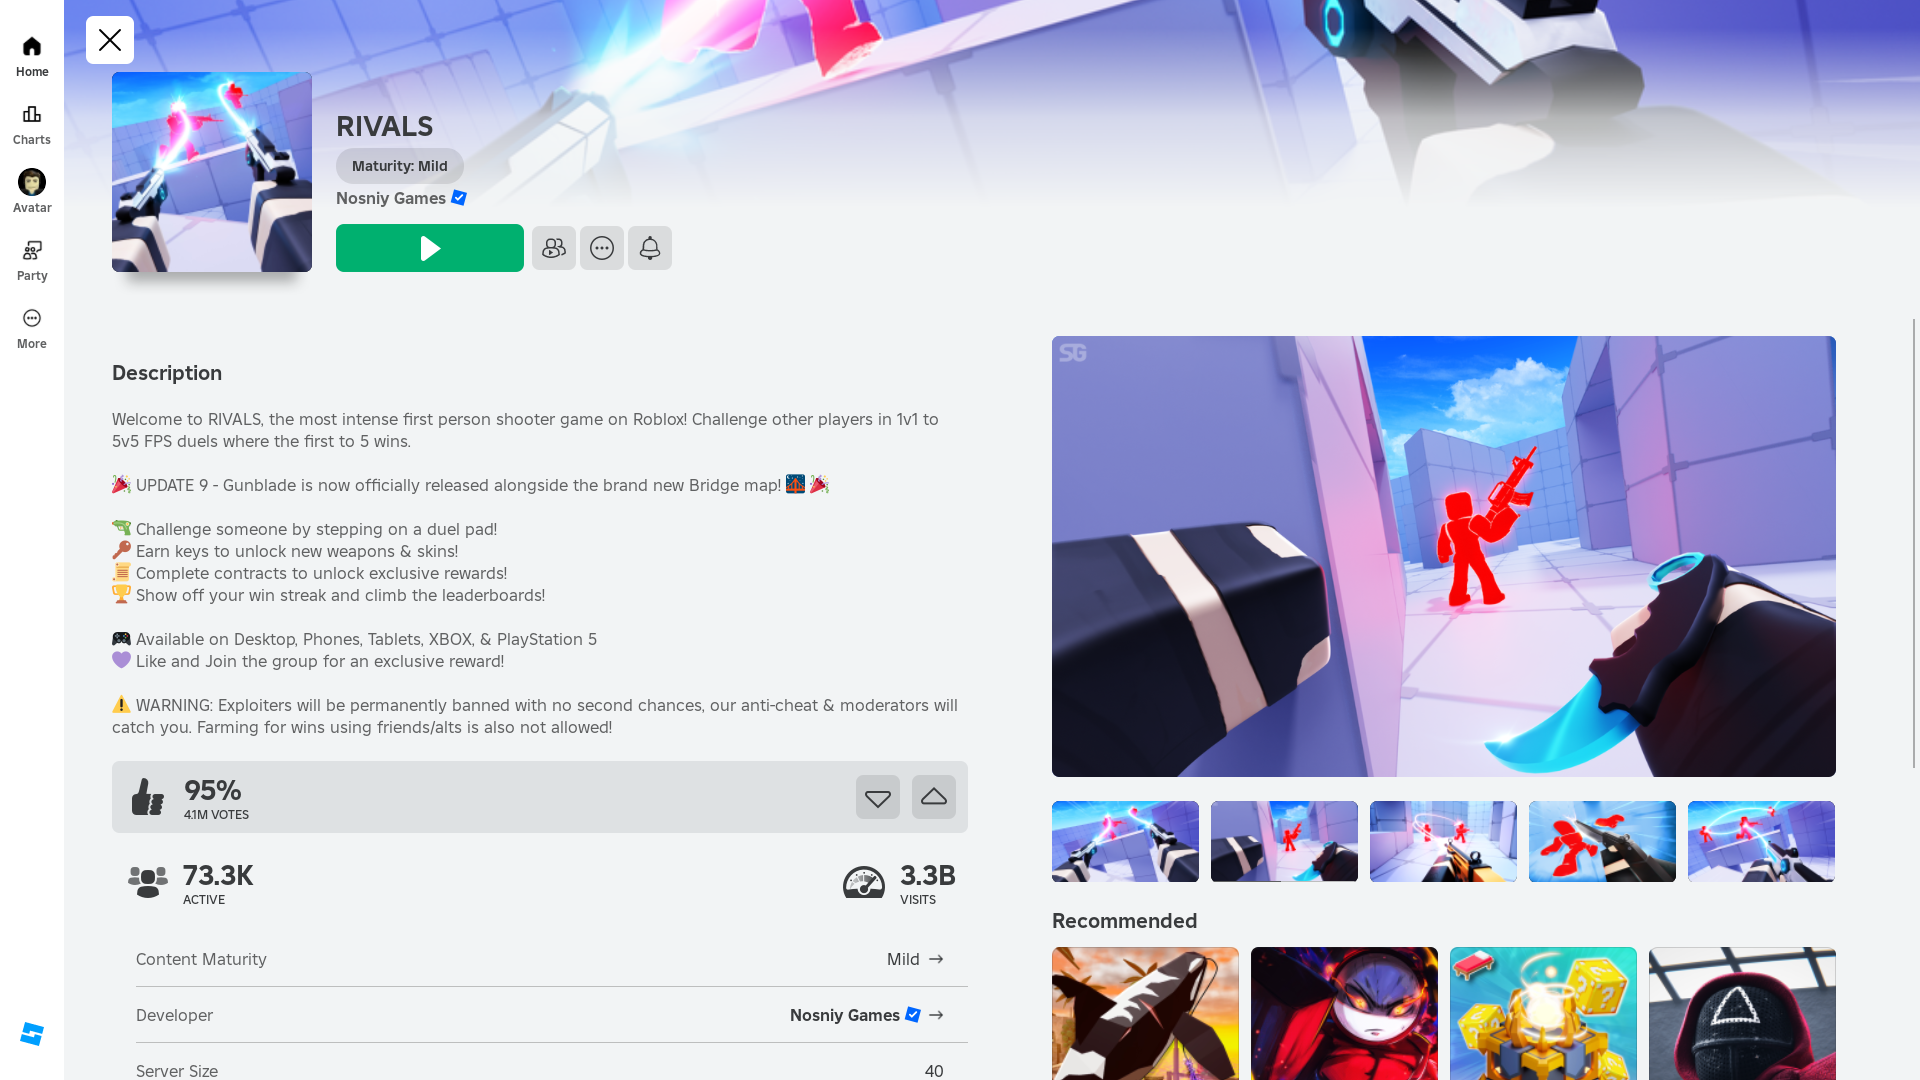 Home
Charts
Avatar
Party
More
RIVALS
Maturity: Mild
Nosniy Games
Description
Welcome to RIVALS, the most intense first person shooter game on Roblox! Challenge other players in 1v1 to
5v5 FPS duels where the first to 5 wins.
🎉 UPDATE 9 - Gunblade is now officially released alongside the brand new Bridge map! 🌉 🎉
🔫 Challenge someone by stepping on a duel pad!
🔑 Earn keys to unlock new weapons & skins!
📜 Complete contracts to unlock exclusive rewards!
🏆 Show off your win streak and climb the leaderboards!
🎮 Available on Desktop, Phones, Tablets, XBOX, & PlayStation 5
💜 Like and Join the group for an exclusive reward!
⚠️ WARNING: Exploiters will be permanently banned with no second chances, our anti-cheat & moderators will
catch you. Farming for wins using friends/alts is also not allowed!
95%
4.1M VOTES
73.3K
ACTIVE
3.3B
VISITS
Content Maturity
Mild →
Developer
Nosniy Games →
Server Size
40
SG
Recommended